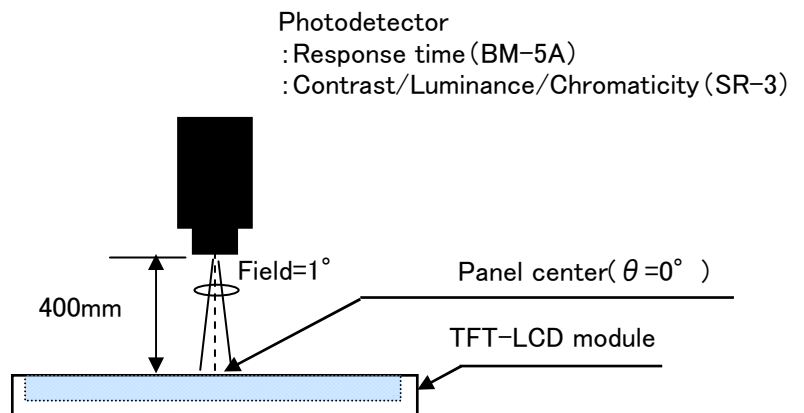 Photodetector
:Response time(BM-5A)
:Contrast/Luminance/Chromaticity(SR-3)
Field=1°
Panel center(θ=0° )
400mm
TFT-LCD module